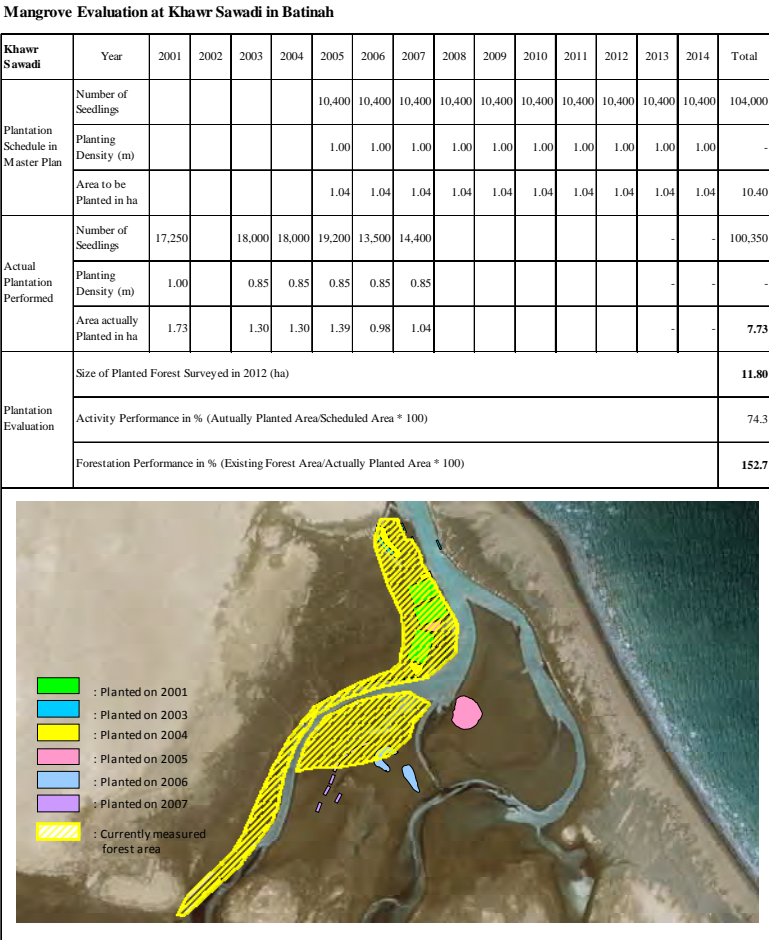 Mangrove Evaluation at Khawr Sawadi in Batinah
Khawr Sawadi Year 2001 2002 2003 2004 2005 2006 2007 2008 2009 2010 2011 2012 2013 2014 Total
Plantation Schedule in Master Plan
Number of Seedlings 10,400 10,400 10,400 10,400 10,400 10,400 10,400 10,400 10,400 10,400 104,000
Planting Density (m) 1.00 1.00 1.00 1.00 1.00 1.00 1.00 1.00 1.00 1.00 -
Area to be Planted in ha 1.04 1.04 1.04 1.04 1.04 1.04 1.04 1.04 1.04 1.04 10.40
Actual Plantation Performed
Number of Seedlings 17,250 18,000 18,000 19,200 13,500 14,400 - - 100,350
Planting Density (m) 1.00 0.85 0.85 0.85 0.85 0.85 - - -
Area actually Planted in ha 1.73 1.30 1.30 1.39 0.98 1.04 - - 7.73
Plantation Evaluation
Size of Planted Forest Surveyed in 2012 (ha) 11.80
Activity Performance in % (Autually Planted Area/Scheduled Area * 100) 74.3
Forestation Performance in % (Existing Forest Area/Actually Planted Area * 100) 152.7
: Planted on 2001
: Planted on 2003
: Planted on 2004
: Planted on 2005
: Planted on 2006
: Planted on 2007
: Currently measured
forest area